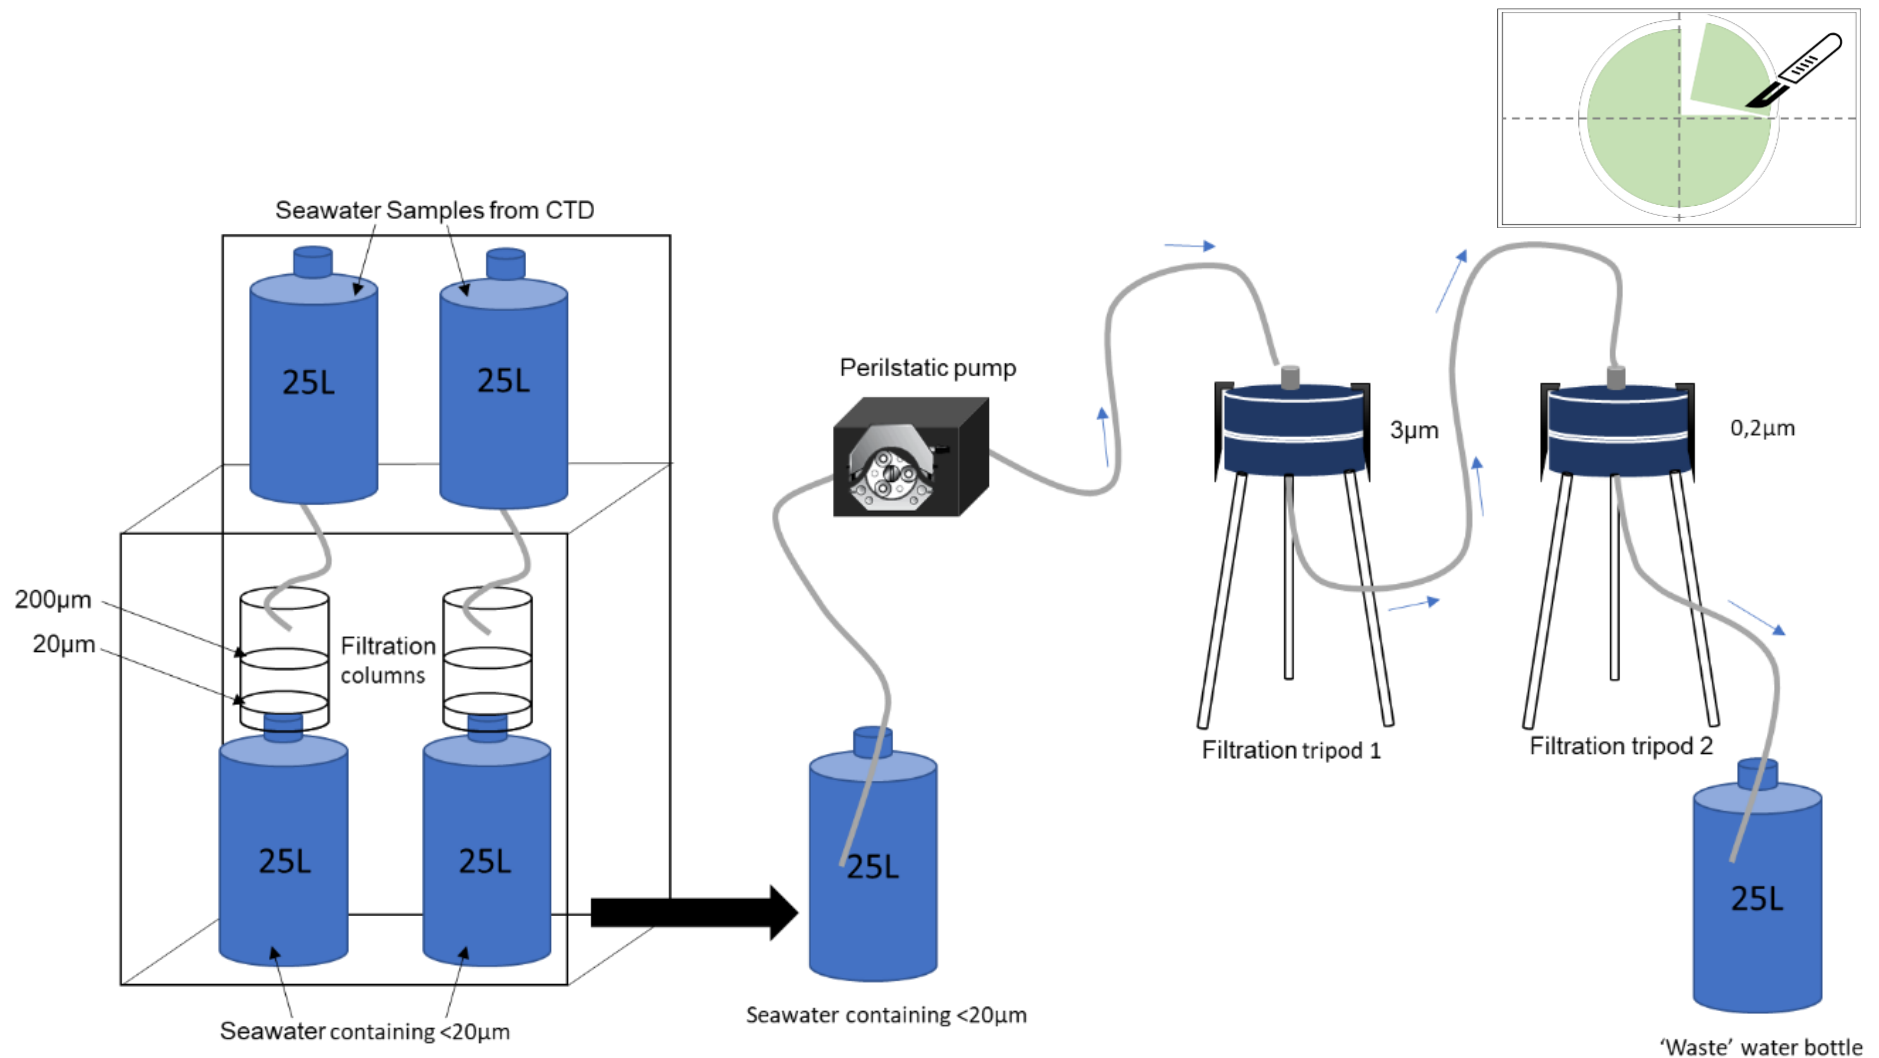 Seawater Samples from CTD
25L
25L
200µm
20µm
Filtration
columns
25L
25L
Seawater containing <20µm
Perilstatic pump
25L
Seawater containing <20µm
3µm
Filtration tripod 1
0,2µm
Filtration tripod 2
25L
‘Waste’ water bottle